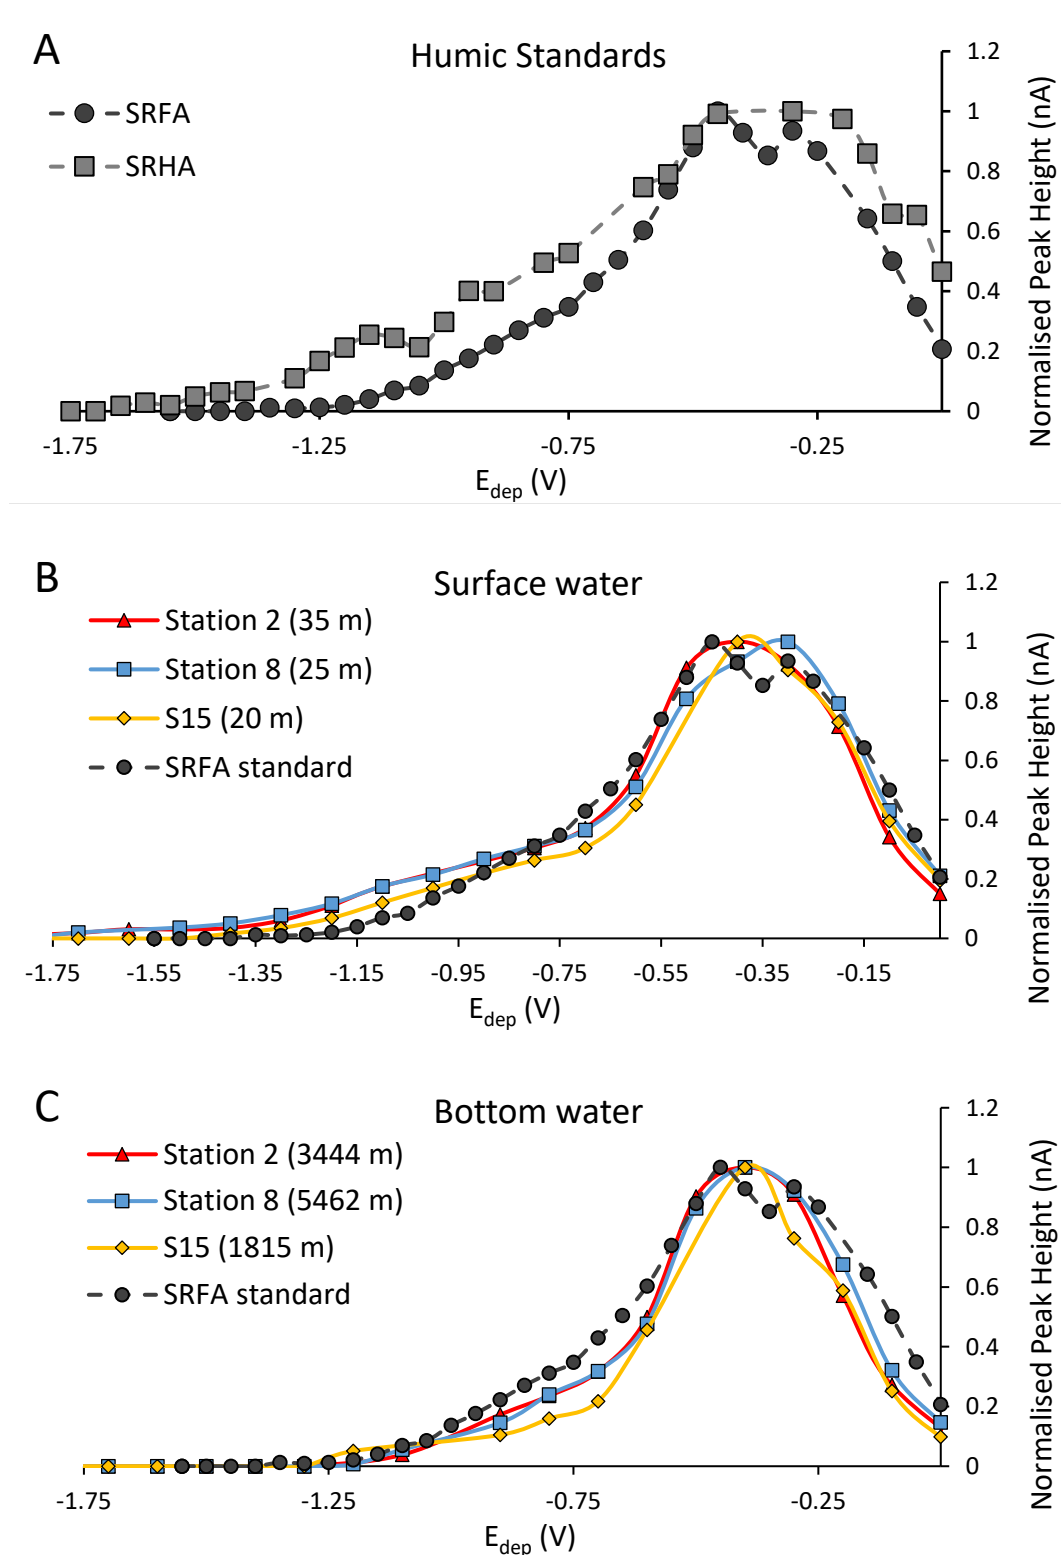 A
Humic Standards
SRFA
SRHA
1.2
1
0.8
0.6
0.4
0.2
0
Normalised Peak Height (nA)
-1.75 -1.25 -0.75 -0.25
Edep (V)
B
Surface water
Station 2 (35 m)
Station 8 (25 m)
S15 (20 m)
SRFA standard
1.2
1
0.8
0.6
0.4
0.2
0
Normalised Peak Height (nA)
-1.75 -1.55 -1.35 -1.15 -0.95 -0.75 -0.55 -0.35 -0.15
Edep (V)
C
Bottom water
Station 2 (3444 m)
Station 8 (5462 m)
S15 (1815 m)
SRFA standard
1.2
1
0.8
0.6
0.4
0.2
0
Normalised Peak Height (nA)
-1.75 -1.25 -0.75 -0.25
Edep (V)